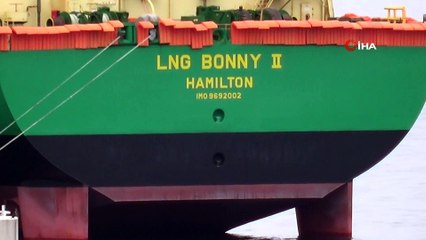 İHA
LNG BONNY II
HAMILTON
IMO 9692002